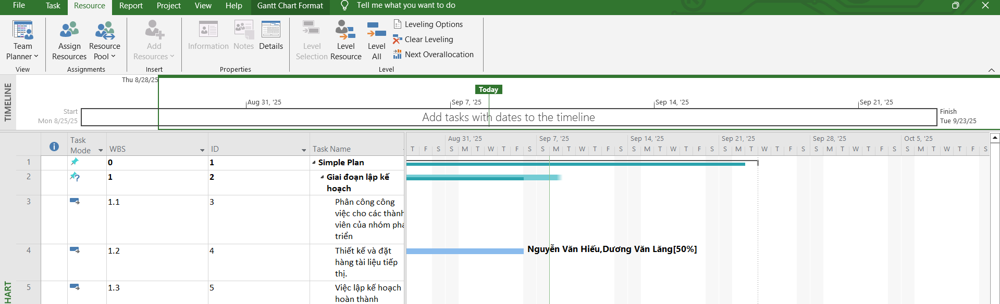 File Task Resource Report Project View Help Gantt Chart Format Tell me what you want to do
Team Planner
Assign Resources
Resource Pool
Add Resources
Information
Notes
Details
Level Selection
Level Resource
Level All
Leveling Options
Clear Leveling
Next Overallocation
View Assignments Insert Properties Level
TIMELINE
Thu 8/28/25
Today
Aug 31, '25 Sep 7, '25 Sep 14, '25 Sep 21, '25
Start
Mon 8/25/25
Add tasks with dates to the timeline
Finish
Tue 9/23/25
Task Mode WBS ID Task Name
Aug 31, '25 Sep 7, '25 Sep 14, '25 Sep 21, '25 Sep 28, '25 Oct 5, '25
T F S S M T W T F S S M T W T F S S M T W T F S S M T W T F S S M T W T F S S M T W T F S
1 0 1 Simple Plan
2 1 2 Giai đoạn lập kế
hoạch
3 1.1 3 Phân công công
việc cho các thành
viên của nhóm phá
triển
4 1.2 4 Thiết kế và đặt
hàng tài liệu tiếp
thị.
Nguyễn Văn Hiếu,Dương Văn Lăng[50%]
5 1.3 5 Việc lập kế hoạch
hoàn thành
HART